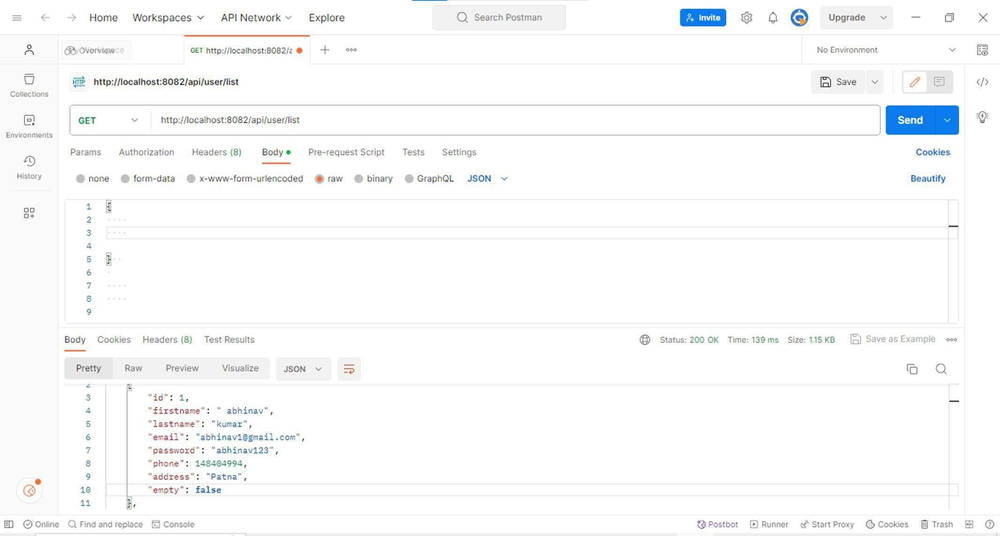 Home Workspaces API Network Explore Search Postman Invite Upgrade
Overview GET http://localhost:8082/a No Environment
HTTP http://localhost:8082/api/user/list Save
Collections
Environments
History
GET http://localhost:8082/api/user/list Send
Params Authorization Headers (8) Body Pre-request Script Tests Settings Cookies
none form-data x-www-form-urlencoded raw binary GraphQL JSON Beautify
1 {
2
3
4
5 }
6
7
8
9
Body Cookies Headers (8) Test Results Status: 200 OK Time: 139 ms Size: 1.15 KB Save as Example
Pretty Raw Preview Visualize JSON
2 {
3 "id": 1,
4 "firstname": " abhinav",
5 "lastname": "kumar",
6 "email": "abhinav1@gmail.com",
7 "password": "abhinav123",
8 "phone": 148404994,
9 "address": "Patna",
10 "empty": false
11 },
Online Find and replace Console Postbot Runner Start Proxy Cookies Trash